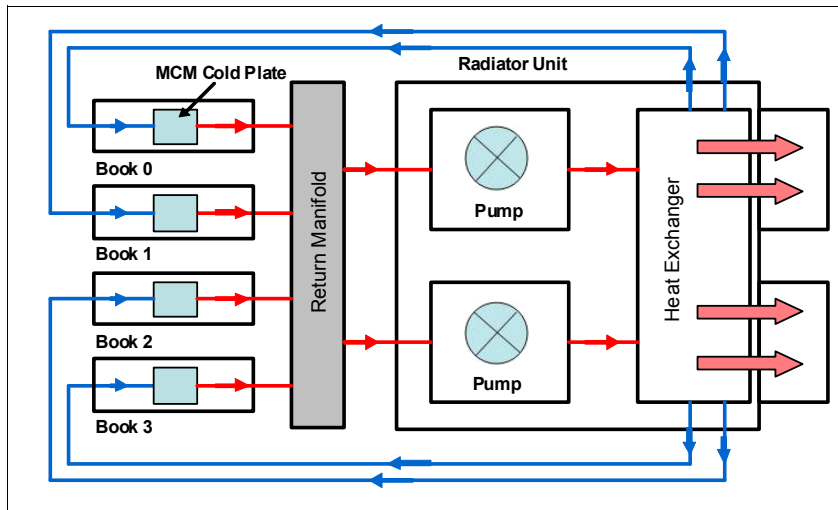 MCM Cold Plate
Radiator Unit
Book 0
Book 1
Book 2
Book 3
Return Manifold
Pump
Pump
Heat Exchanger